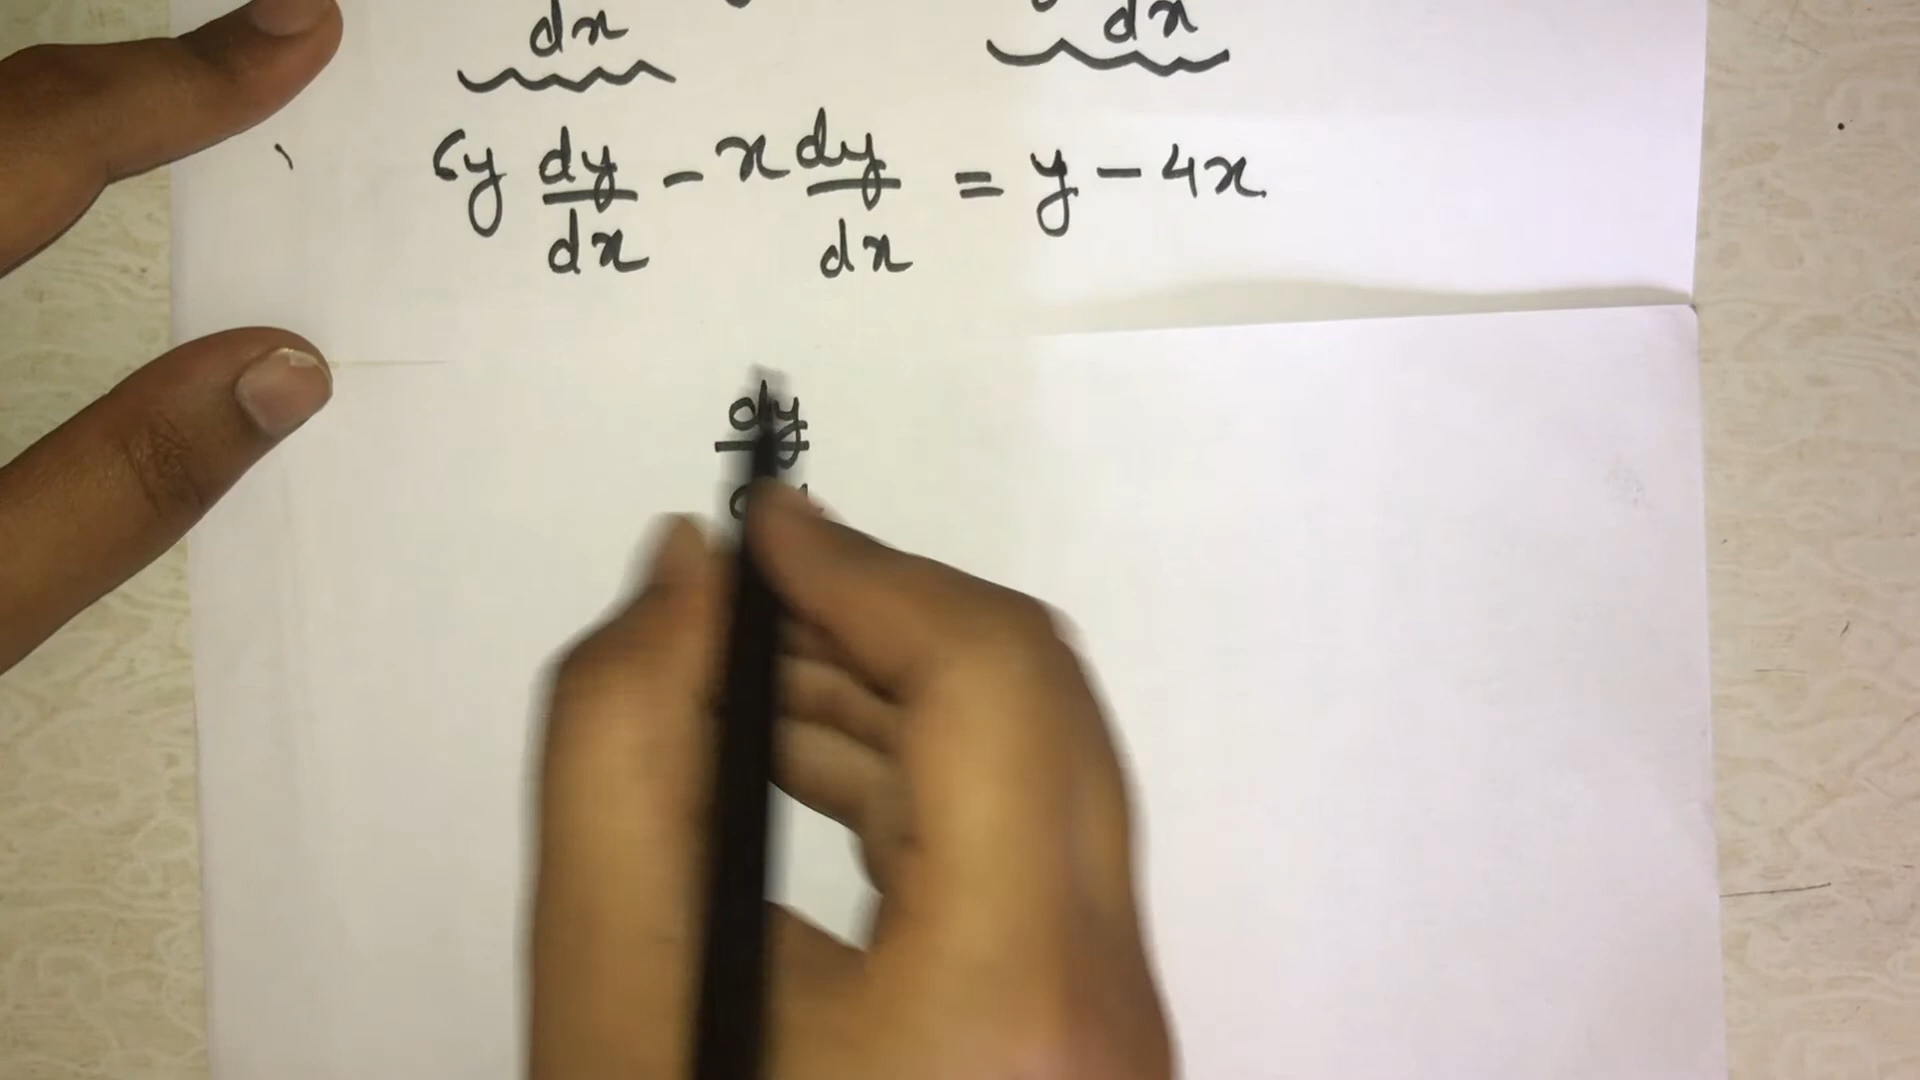 dx dx
6y dy/dx - x dy/dx = y - 4x
dy